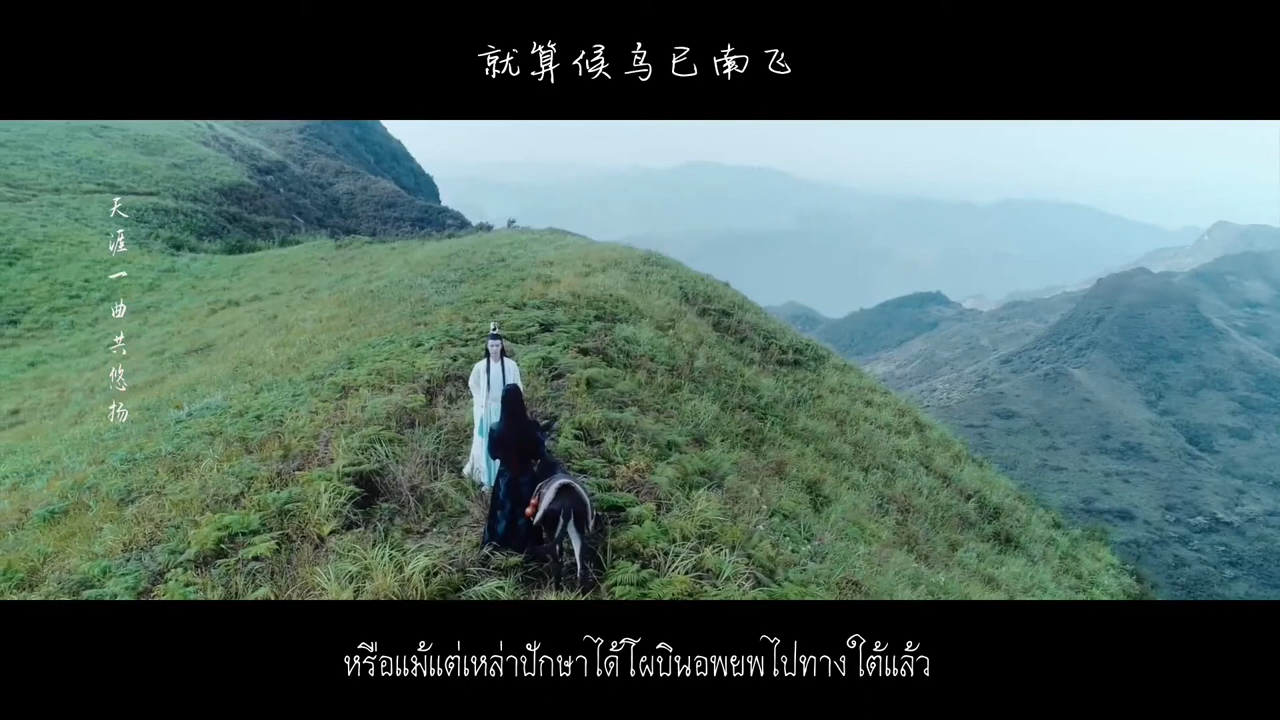 就算候鸟已南飞
天涯一曲共悠扬
หรือแม้แต่เหล่าปักษาได้โผบินอพยพไปทางใต้แล้ว